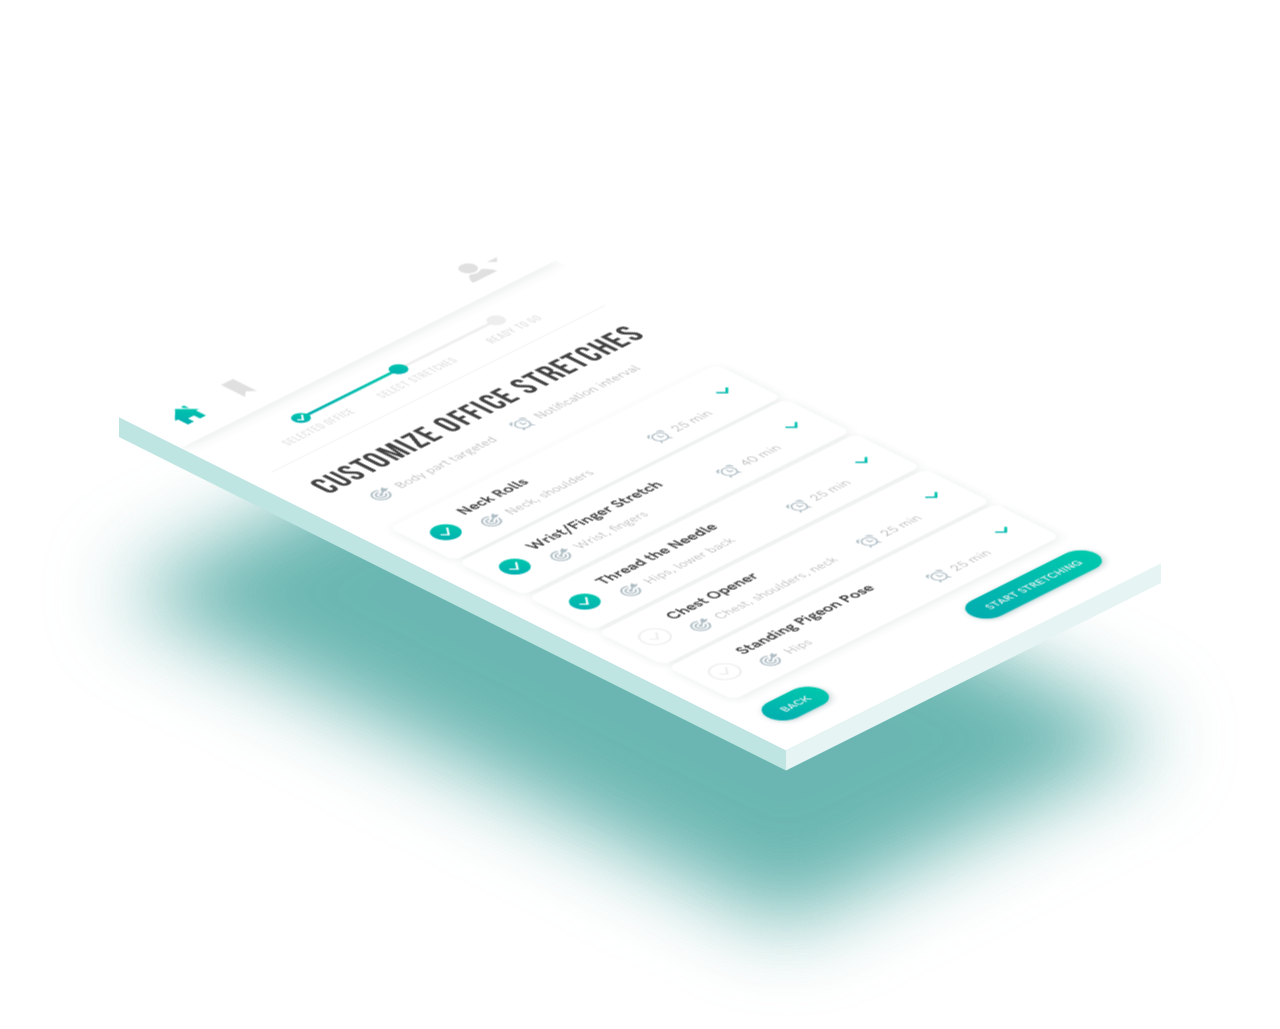 SELECTED OFFICE
SELECT STRETCHES
READY TO GO
CUSTOMIZE OFFICE STRETCHES
Body part targeted
Notification interval
Neck Rolls
Neck, shoulders
25 min
Wrist/Finger Stretch
Wrist, fingers
40 min
Thread the Needle
Hips, lower back
25 min
Chest Opener
Chest, shoulders, neck
25 min
Standing Pigeon Pose
Hips
25 min
BACK
START STRETCHING